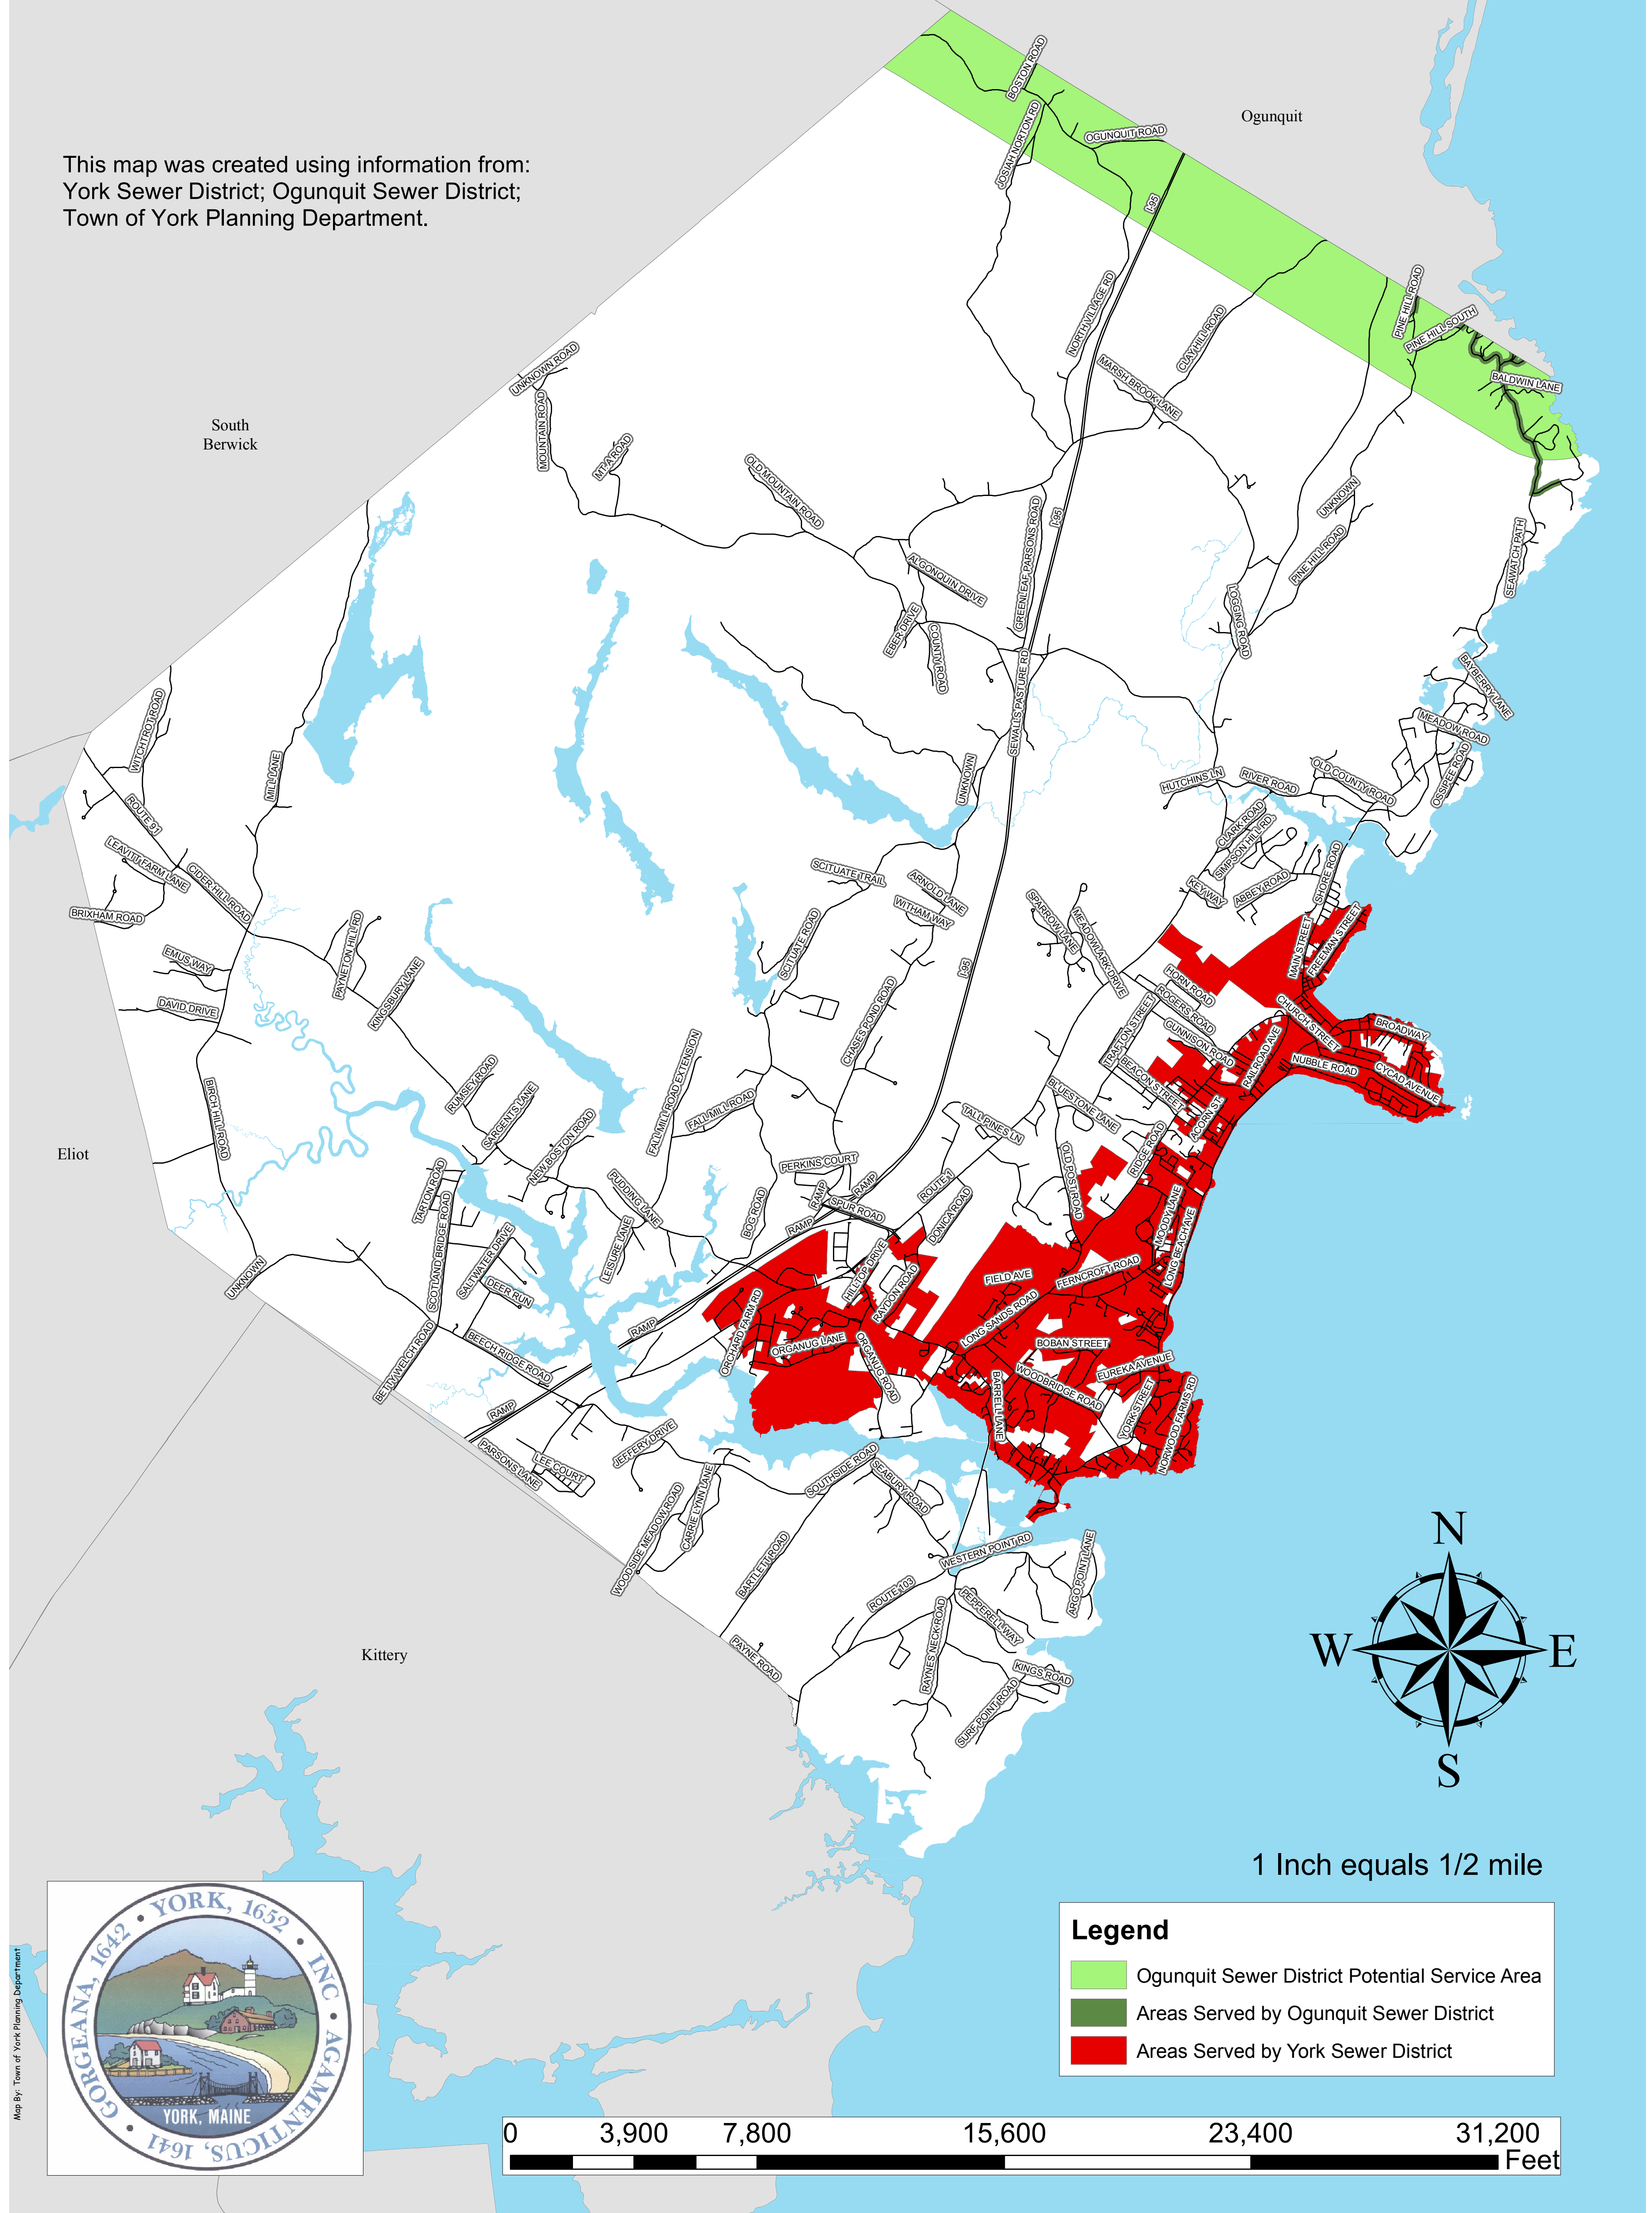 This map was created using information from:
York Sewer District; Ogunquit Sewer District;
Town of York Planning Department.
Ogunquit
South
Berwick
Eliot
Kittery
BOSTON ROAD
JOSIAH NORTON RD
OGUNQUIT ROAD
I-95
NORTH VILLAGE RD
CLAY HILL ROAD
MARSH BROOK LANE
PINE HILL ROAD
PINE HILL SOUTH
BALDWIN LANE
UNKNOWN ROAD
MOUNTAIN ROAD
MT A ROAD
OLD MOUNTAIN ROAD
ALGONQUIN DRIVE
EBER DRIVE
COUNTY ROAD
GREENLEAF PARSONS ROAD
I-95
UNKNOWN
PINE HILL ROAD
LOGGING ROAD
SEAWATCH PATH
BAYBERRY LANE
MEADOW ROAD
OSSIPEE ROAD
SEWALLS PASTURE RD
UNKNOWN
HUTCHINS LN
RIVER ROAD
OLD COUNTY ROAD
CLARK ROAD
SIMPSON HILL RD
KEY WAY
ABBEY ROAD
SHORE ROAD
WITCHTROT ROAD
MILL LANE
ROUTE 91
LEAVITT FARM LANE
CIDER HILL ROAD
BRIXHAM ROAD
EMUS WAY
DAVID DRIVE
PAYNETON HILL RD
KINGSBURY LANE
SCITUATE TRAIL
ARNOLD LANE
WITHAM WAY
SCITUATE ROAD
CHASES POND ROAD
I-95
SPARROW LANE
MEADOWLARK DRIVE
MAIN STREET
FREEMAN STREET
HORN ROAD
ROGERS ROAD
GUNNISON ROAD
TRAFTON STREET
BEACON STREET
CHURCH STREET
BROADWAY
NUBBLE ROAD
CYCAD AVENUE
RAILROAD AVE
ACORN ST.
BIRCH HILL ROAD
RUMSEY ROAD
SARGENTS LANE
NEW BOSTON ROAD
FALL MILL ROAD EXTENSION
FALL MILL ROAD
BLUESTONE LANE
TALL PINES LN
OLD POST ROAD
RIDGE ROAD
TARTON ROAD
SCOTLAND BRIDGE ROAD
SALTWATER DRIVE
DEER RUN
PUDDING LANE
LEISURE LANE
BOG ROAD
PERKINS COURT
RAMP
RAMP
RAMP
SPUR ROAD
ROUTE 1
DONICA ROAD
MOODY LANE
LONG BEACH AVE
UNKNOWN
HILLTOP DRIVE
RAYDON ROAD
FIELD AVE
FERNCROFT ROAD
LONG SANDS ROAD
BETTY WELCH ROAD
BEECH RIDGE ROAD
RAMP
ORCHARD FARM RD
ORGANUG LANE
ORGANUG ROAD
BOBAN STREET
EUREKA AVENUE
WOODBRIDGE ROAD
BARRELL LANE
YORK STREET
NORWOOD FARMS RD
RAMP
PARSONS LANE
LEE COURT
JEFFERY DRIVE
SOUTHSIDE ROAD
SEABURY ROAD
WOODSIDE MEADOW ROAD
CARRIE LYNN LANE
BARTLETT ROAD
WESTERN POINT RD
ARGO POINT LANE
ROUTE 103
PEPPERELL WAY
RAYNES NECK ROAD
PAYNE ROAD
KINGS ROAD
SURF POINT ROAD
N
W
E
S
1 Inch equals 1/2 mile
Legend
Ogunquit Sewer District Potential Service Area
Areas Served by Ogunquit Sewer District
Areas Served by York Sewer District
0 3,900 7,800 15,600 23,400 31,200
Feet
GORGEANA, 1642 • YORK, 1652 • INC • AGAMENTICUS, 1641 •
YORK, MAINE
Map By: Town of York Planning Department